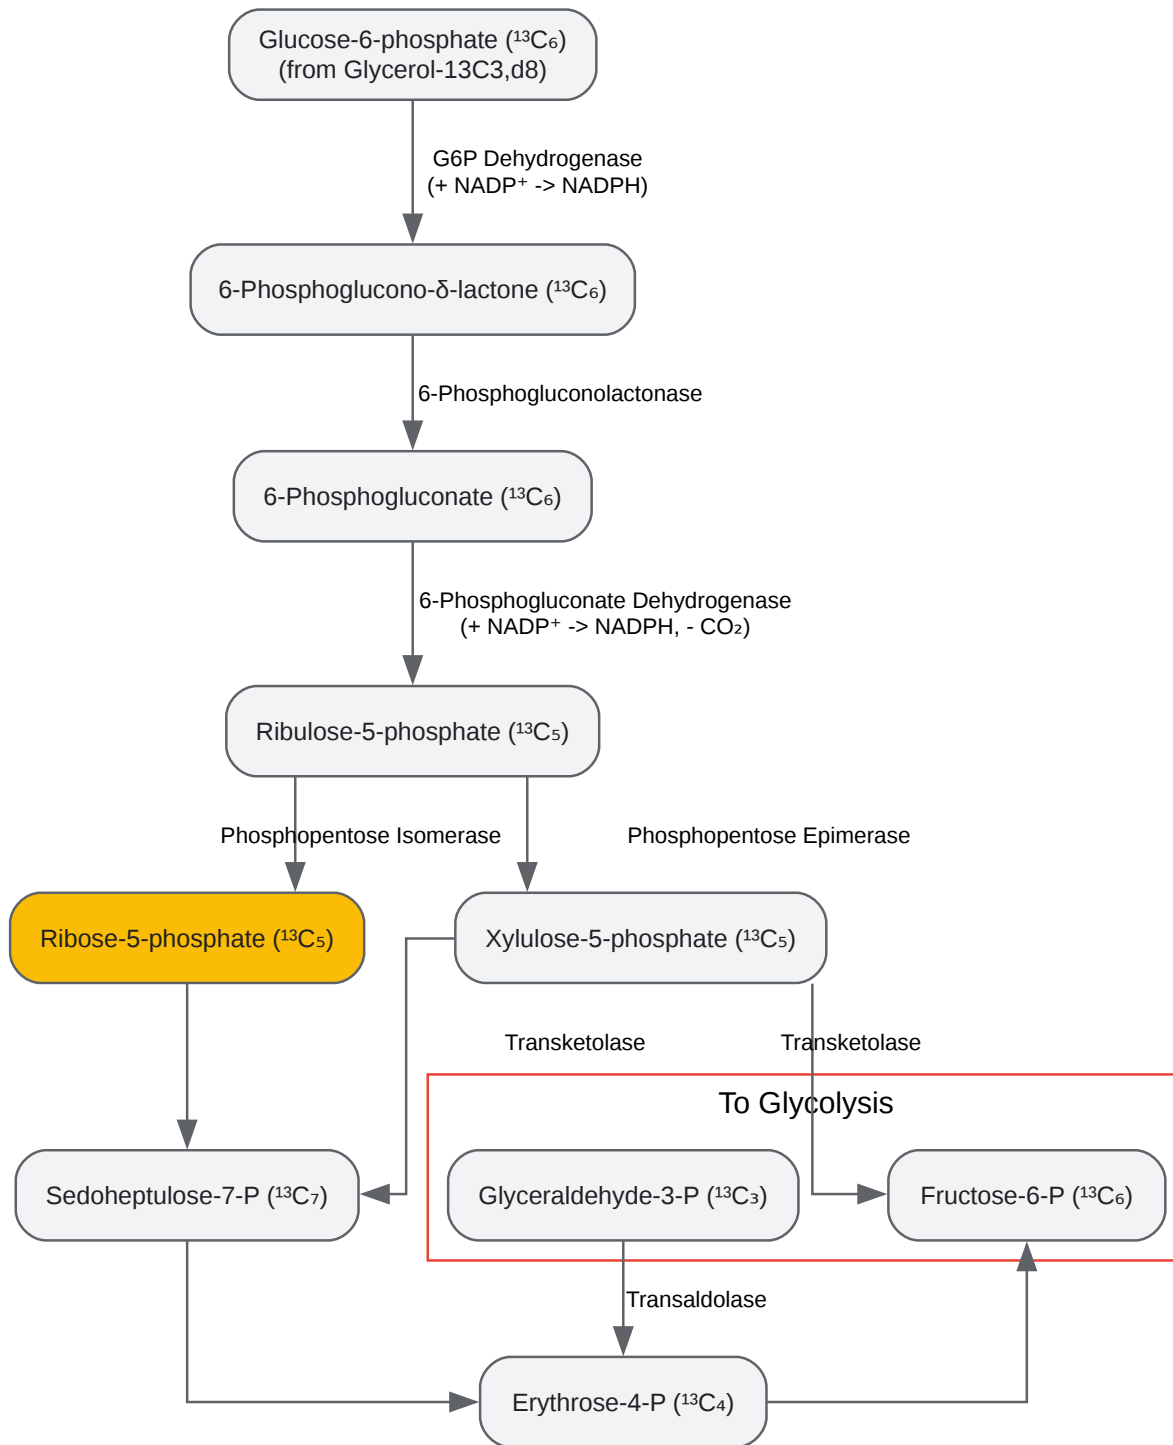 Glucose-6-phosphate (¹³C₆)
(from Glycerol-13C3,d8)
G6P Dehydrogenase
(+ NADP⁺ -> NADPH)
6-Phosphoglucono-δ-lactone (¹³C₆)
6-Phosphogluconolactonase
6-Phosphogluconate (¹³C₆)
6-Phosphogluconate Dehydrogenase
(+ NADP⁺ -> NADPH, - CO₂)
Ribulose-5-phosphate (¹³C₅)
Phosphopentose Isomerase
Phosphopentose Epimerase
Ribose-5-phosphate (¹³C₅)
Xylulose-5-phosphate (¹³C₅)
Transketolase
Transketolase
To Glycolysis
Sedoheptulose-7-P (¹³C₇)
Glyceraldehyde-3-P (¹³C₃)
Fructose-6-P (¹³C₆)
Transaldolase
Erythrose-4-P (¹³C₄)